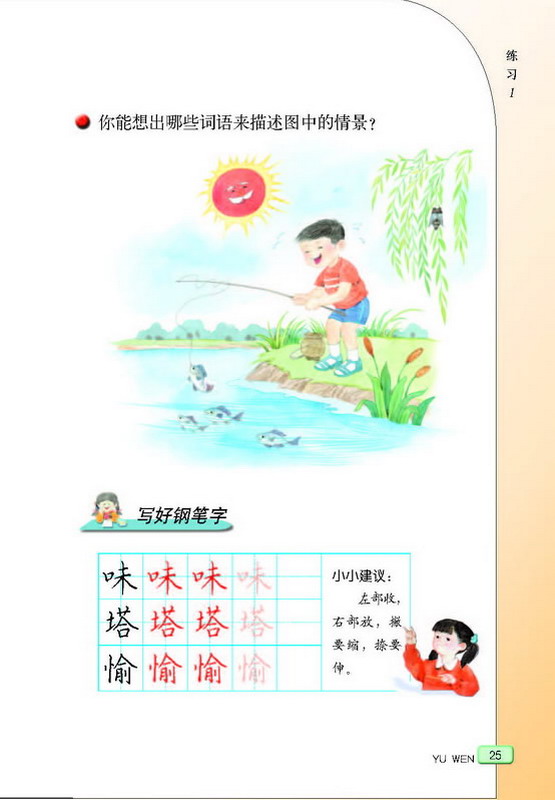 练习1
你能想出哪些词语来描述图中的情景？
写好钢笔字
味 味 味 味
塔 塔 塔 塔
愉 愉 愉 愉
小小建议：
左部收，
右部放，撇
要缩，捺要
伸。
YU WEN 25